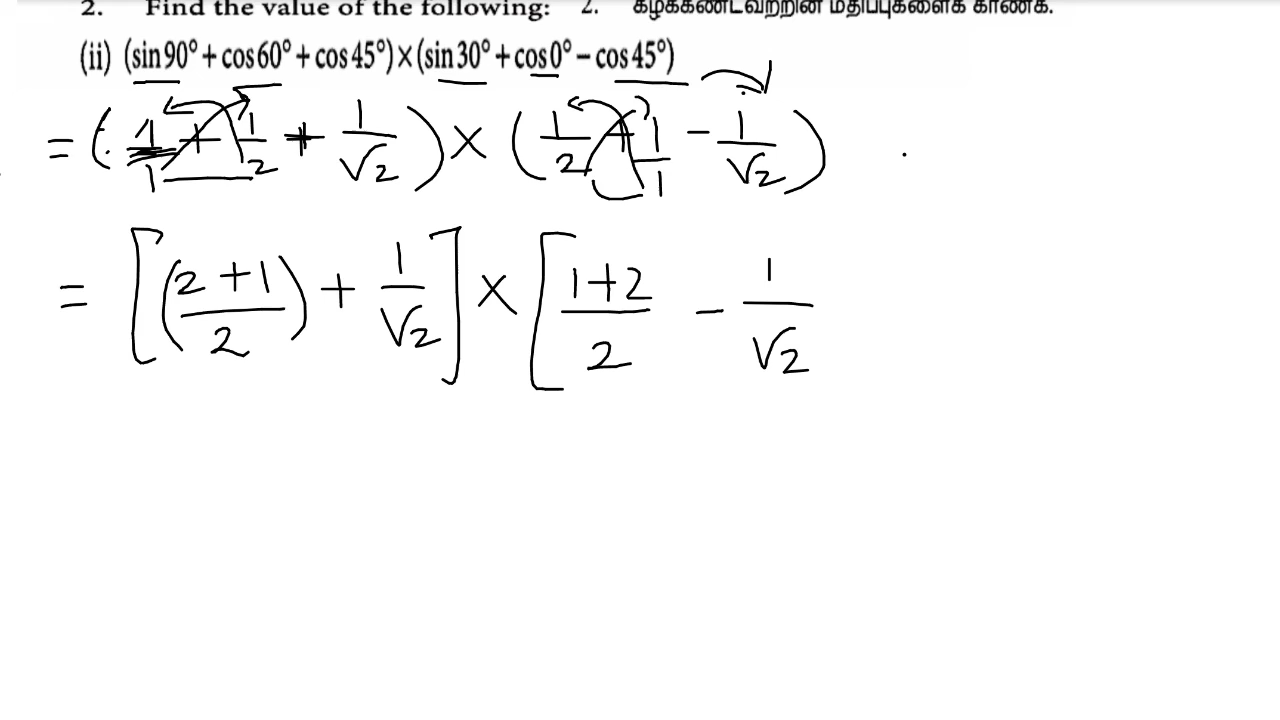 2. Find the value of the following: 2. கீழ்க்கண்டவற்றின் மதிப்புகளைக் காண்க.
(ii) (sin 90° + cos 60° + cos 45°) × (sin 30° + cos 0° − cos 45°)
= (1/1 + 1/2 + 1/√2) × (1/2 + 1/1 − 1/√2)
= [((2+1)/2) + 1/√2] × [(1+2)/2 − 1/√2